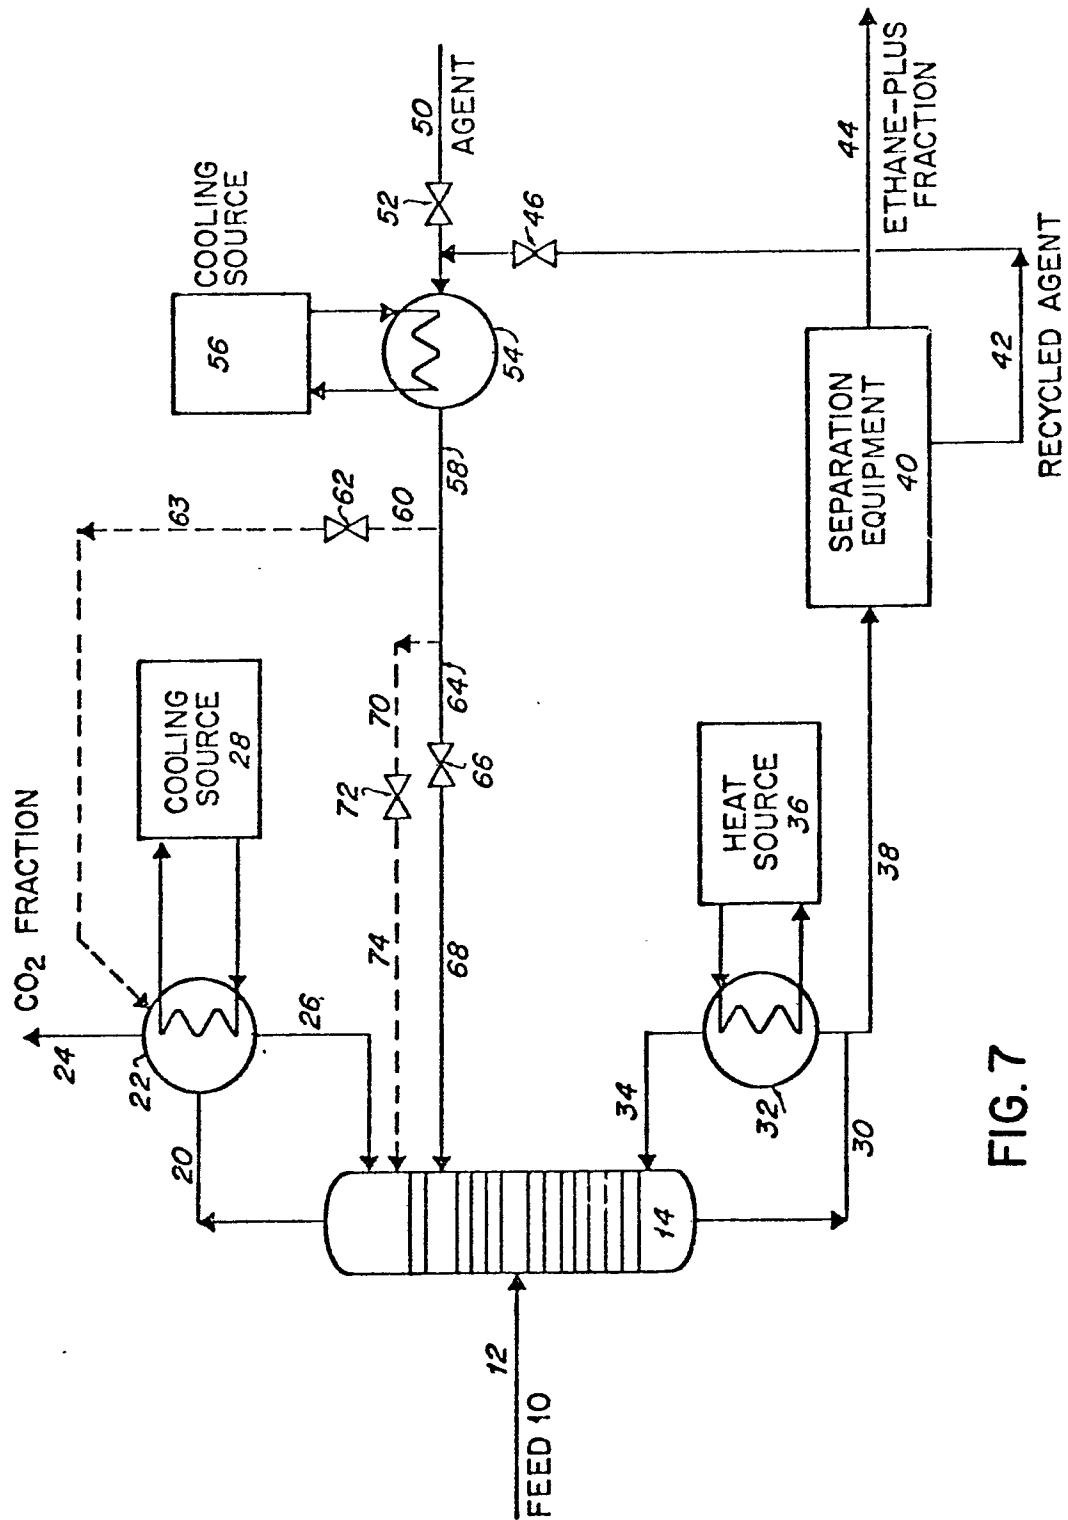 CO2 FRACTION
24
22
20
26
COOLING
SOURCE
28
63
62
60
COOLING
SOURCE
56
54
58
52
50
AGENT
46
64
66
70
72
74
68
FEED 10
12
14
34
32
30
HEAT
SOURCE
36
38
SEPARATION
EQUIPMENT
40
44
ETHANE-PLUS
FRACTION
42
RECYCLED AGENT
FIG. 7